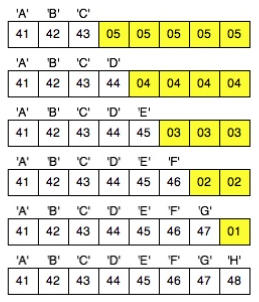 'A' 'B' 'C'
41 42 43 05 05 05 05 05
'A' 'B' 'C' 'D'
41 42 43 44 04 04 04 04
'A' 'B' 'C' 'D' 'E'
41 42 43 44 45 03 03 03
'A' 'B' 'C' 'D' 'E' 'F'
41 42 43 44 45 46 02 02
'A' 'B' 'C' 'D' 'E' 'F' 'G'
41 42 43 44 45 46 47 01
'A' 'B' 'C' 'D' 'E' 'F' 'G' 'H'
41 42 43 44 45 46 47 48